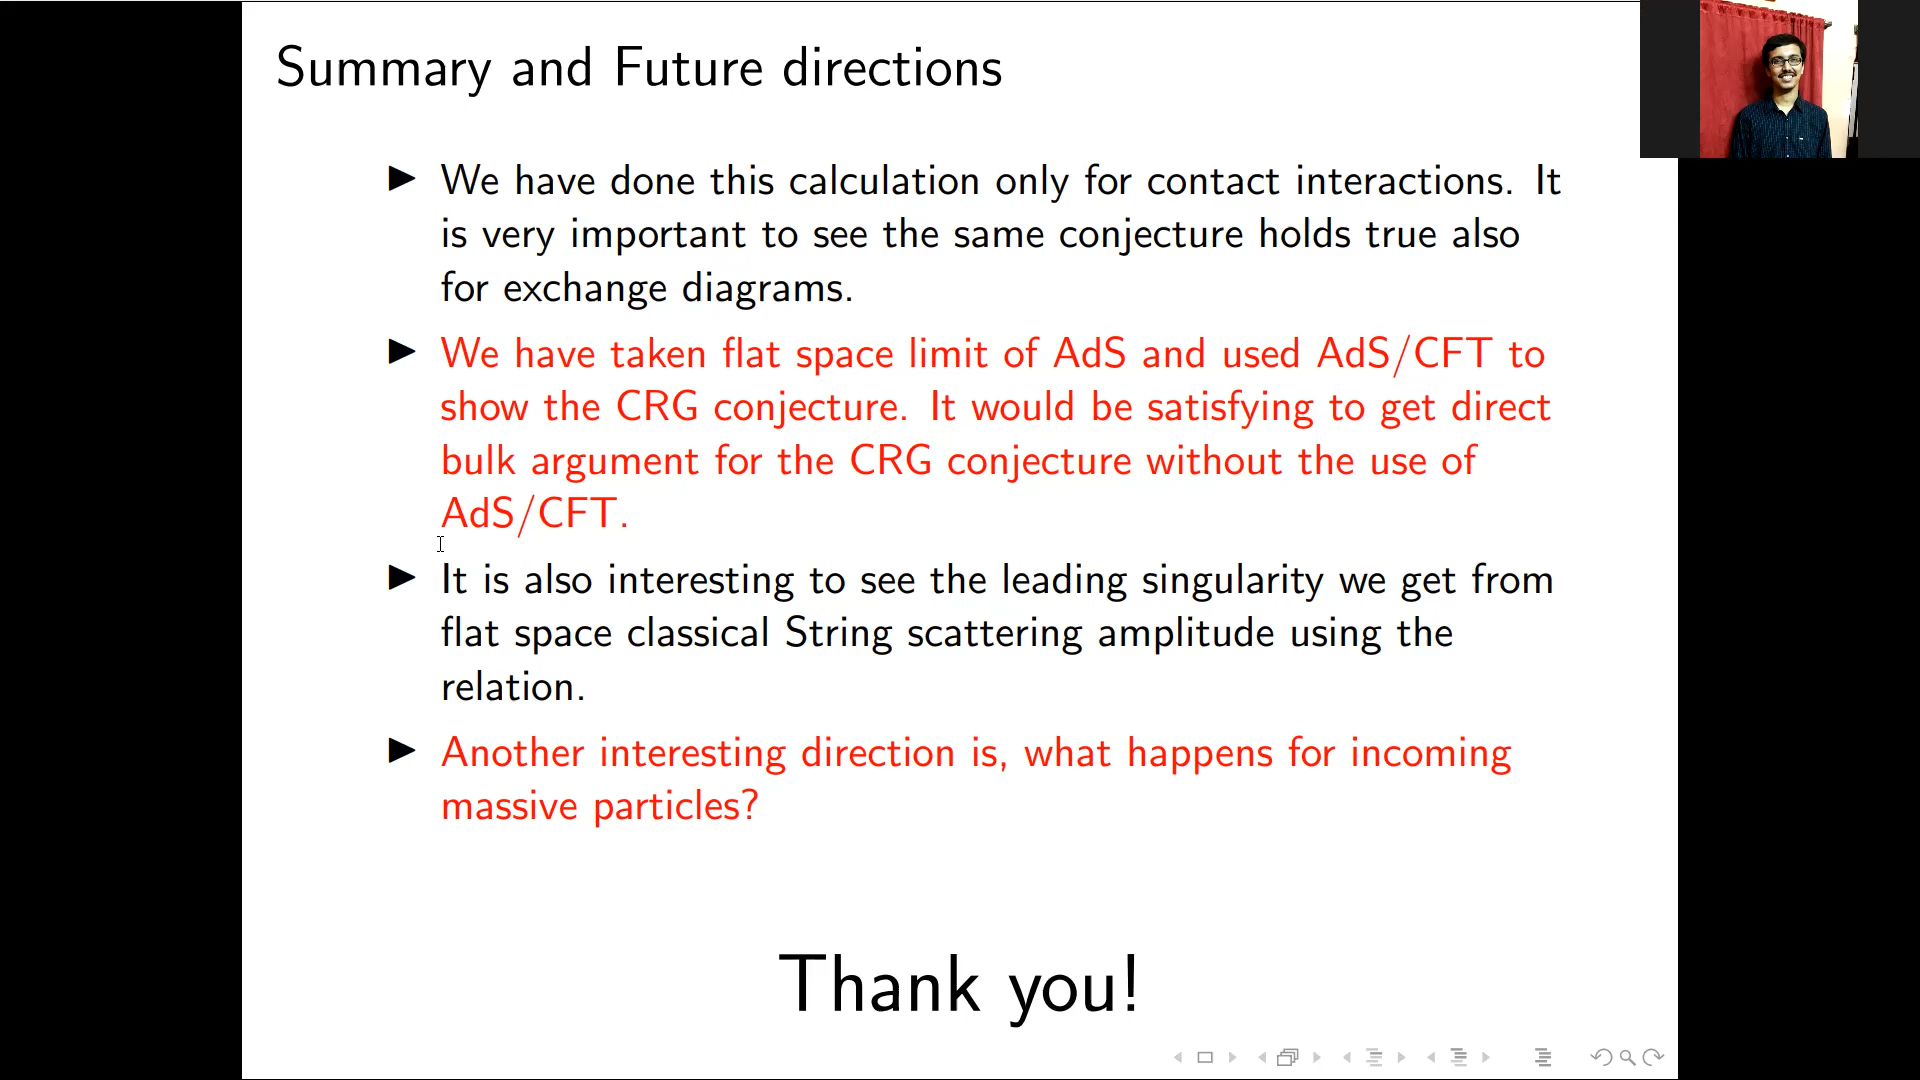 Summary and Future directions
We have done this calculation only for contact interactions. It
is very important to see the same conjecture holds true also
for exchange diagrams.
We have taken flat space limit of AdS and used AdS/CFT to
show the CRG conjecture. It would be satisfying to get direct
bulk argument for the CRG conjecture without the use of
AdS/CFT.
It is also interesting to see the leading singularity we get from
flat space classical String scattering amplitude using the
relation.
Another interesting direction is, what happens for incoming
massive particles?
Thank you!